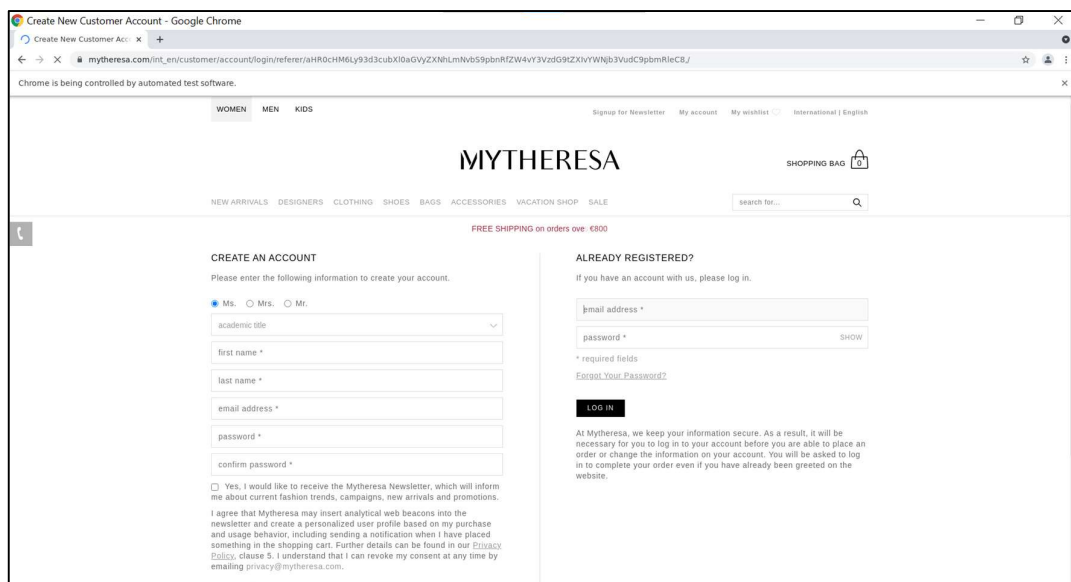 Create New Customer Account - Google Chrome
Create New Customer Acc
mytheresa.com/int_en/customer/account/login/referer/aHR0cHM6Ly93d3cubXl0aGVyZXNhLmNvbS9pbnRfZW4vY3VzdG9tZXIvYWNjb3VudC9pbmRleC8,/
Chrome is being controlled by automated test software.
WOMEN MEN KIDS
Signup for Newsletter My account My wishlist International | English
MYTHERESA
SHOPPING BAG 0
NEW ARRIVALS DESIGNERS CLOTHING SHOES BAGS ACCESSORIES VACATION SHOP SALE
search for...
FREE SHIPPING on orders ove: €800
CREATE AN ACCOUNT
Please enter the following information to create your account.
Ms. Mrs. Mr.
academic title
first name *
last name *
email address *
password *
confirm password *
Yes, I would like to receive the Mytheresa Newsletter, which will inform
me about current fashion trends, campaigns, new arrivals and promotions.
I agree that Mytheresa may insert analytical web beacons into the
newsletter and create a personalized user profile based on my purchase
and usage behavior, including sending a notification when I have placed
something in the shopping cart. Further details can be found in our Privacy
Policy, clause 5. I understand that I can revoke my consent at any time by
emailing privacy@mytheresa.com.
ALREADY REGISTERED?
If you have an account with us, please log in.
email address *
password * SHOW
* required fields
Forgot Your Password?
LOG IN
At Mytheresa, we keep your information secure. As a result, it will be
necessary for you to log in to your account before you are able to place an
order or change the information on your account. You will be asked to log
in to complete your order even if you have already been greeted on the
website.